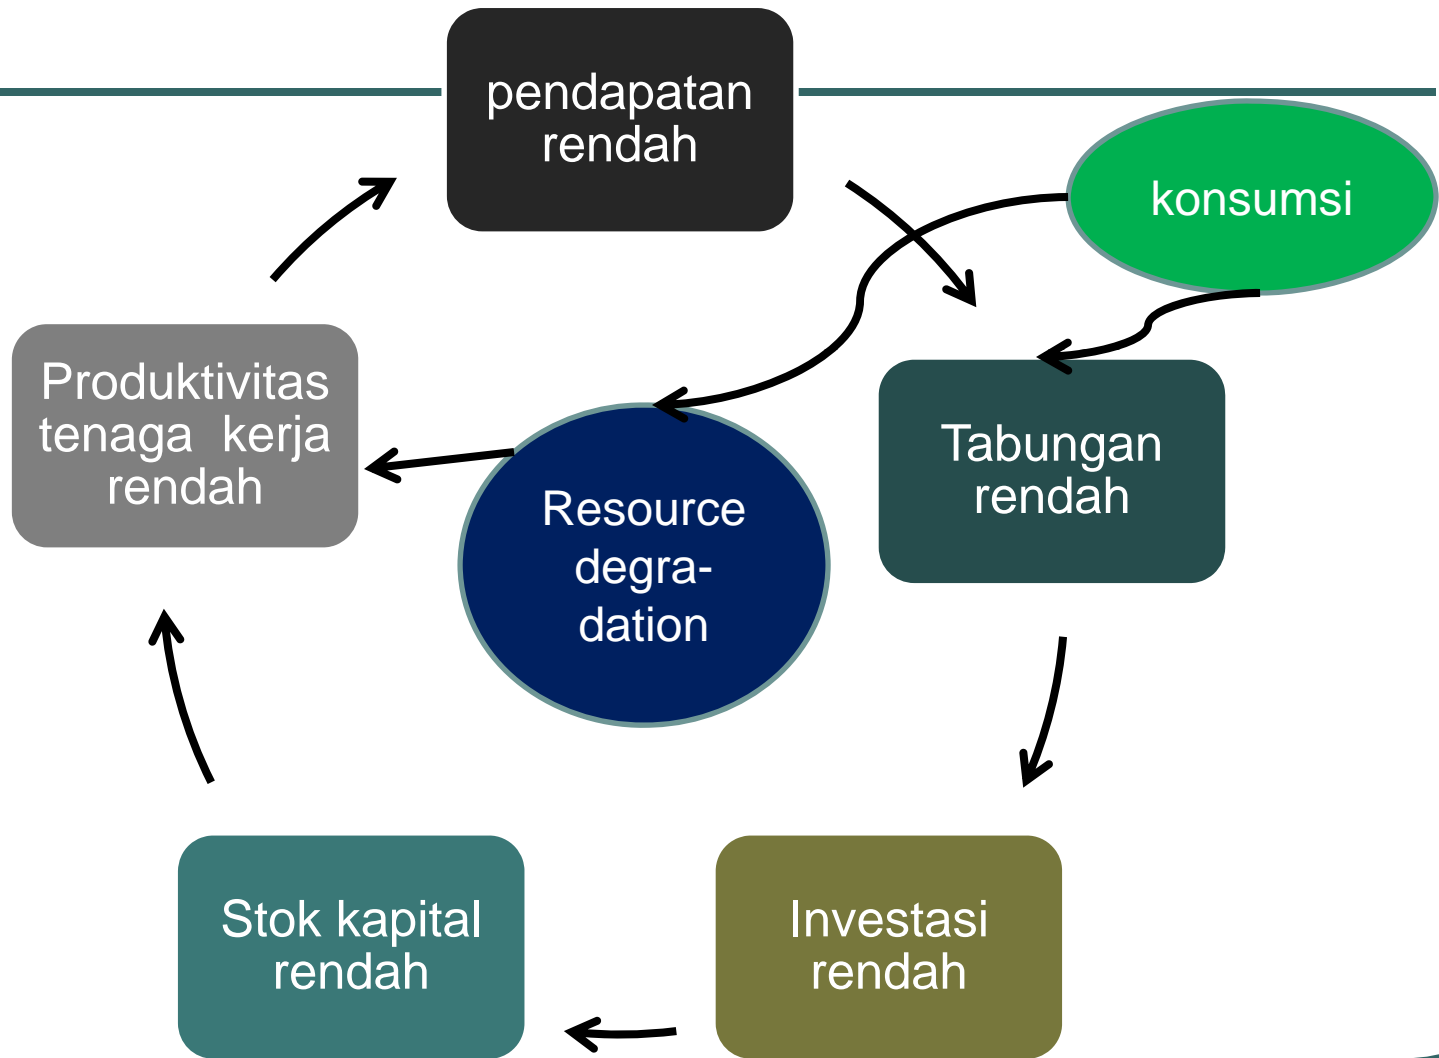 pendapatan
rendah
konsumsi
Produktivitas
tenaga kerja
rendah
Tabungan
rendah
Resource
degra-
dation
Stok kapital
rendah
Investasi
rendah